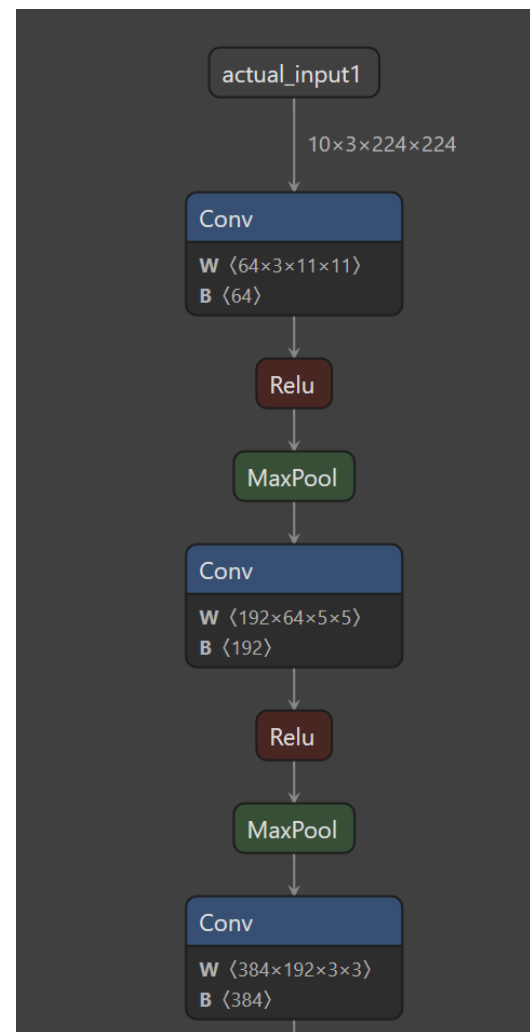 actual_input1
10×3×224×224
Conv
W 〈64×3×11×11〉
B 〈64〉
Relu
MaxPool
Conv
W 〈192×64×5×5〉
B 〈192〉
Relu
MaxPool
Conv
W 〈384×192×3×3〉
B 〈384〉